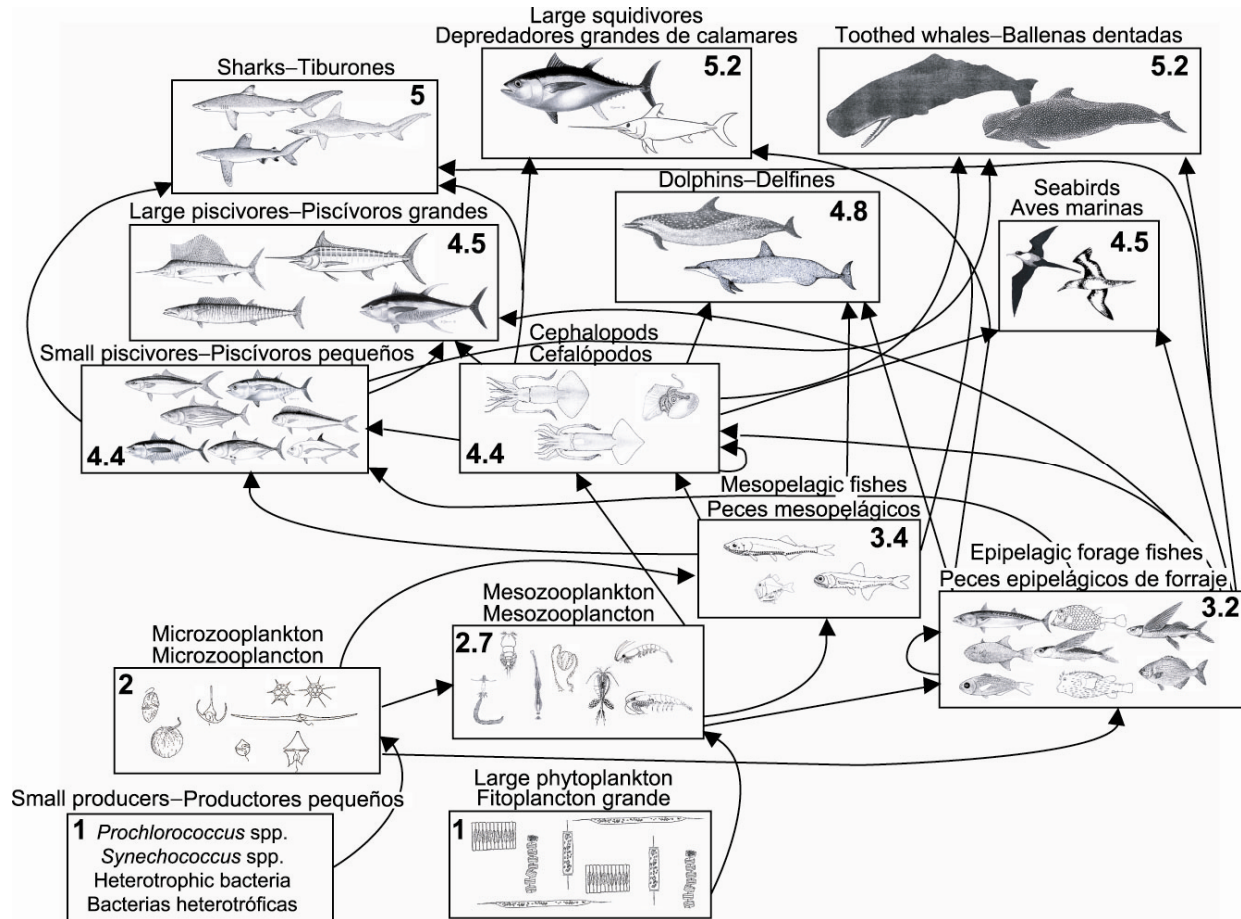 Large squidivores
Depredadores grandes de calamares
5.2
Toothed whales–Ballenas dentadas
5.2
Sharks–Tiburones
5
Dolphins–Delfines
4.8
Seabirds
Aves marinas
4.5
Large piscivores–Piscívoros grandes
4.5
Small piscivores–Piscívoros pequeños
4.4
Cephalopods
Cefalópodos
4.4
Mesopelagic fishes
Peces mesopelágicos
3.4
Epipelagic forage fishes
Peces epipelágicos de forraje
3.2
Mesozooplankton
Mesozooplancton
2.7
Microzooplankton
Microzooplancton
2
Small producers–Productores pequeños
1
Prochlorococcus spp.
Synechococcus spp.
Heterotrophic bacteria
Bacterias heterotróficas
Large phytoplankton
Fitoplancton grande
1